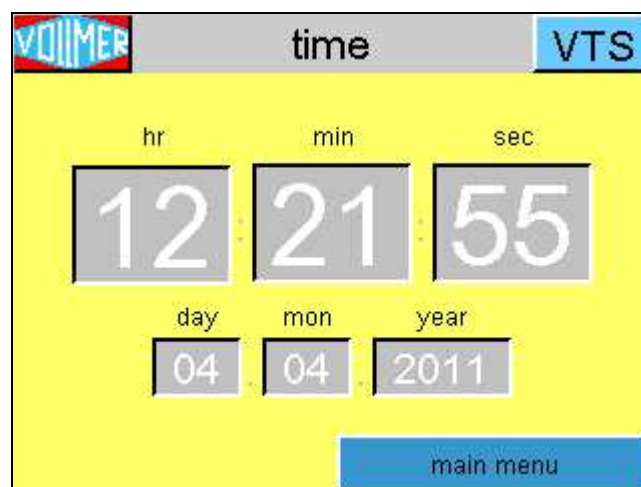 VOLLMER time VTS
hr min sec
12 : 21 : 55
day mon year
04 . 04 . 2011
main menu